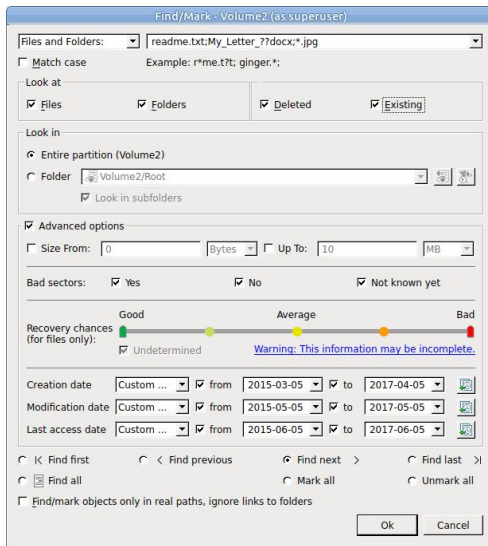 Find/Mark - Volume2 (as superuser)
Files and Folders: readme.txt;My_Letter_??docx;*.jpg
Match case Example: r*me.t?t; ginger.*;
Look at
Files Folders Deleted Existing
Look in
Entire partition (Volume2)
Folder Volume2/Root
Look in subfolders
Advanced options
Size From: 0 Bytes Up To: 10 MB
Bad sectors: Yes No Not known yet
Good Average Bad
Recovery chances
(for files only):
Undetermined Warning: This information may be incomplete.
Creation date Custom ... from 2015-03-05 to 2017-04-05
Modification date Custom ... from 2015-05-05 to 2017-05-05
Last access date Custom ... from 2015-06-05 to 2017-06-05
Find first Find previous Find next Find last
Find all Mark all Unmark all
Find/mark objects only in real paths, ignore links to folders
Ok Cancel